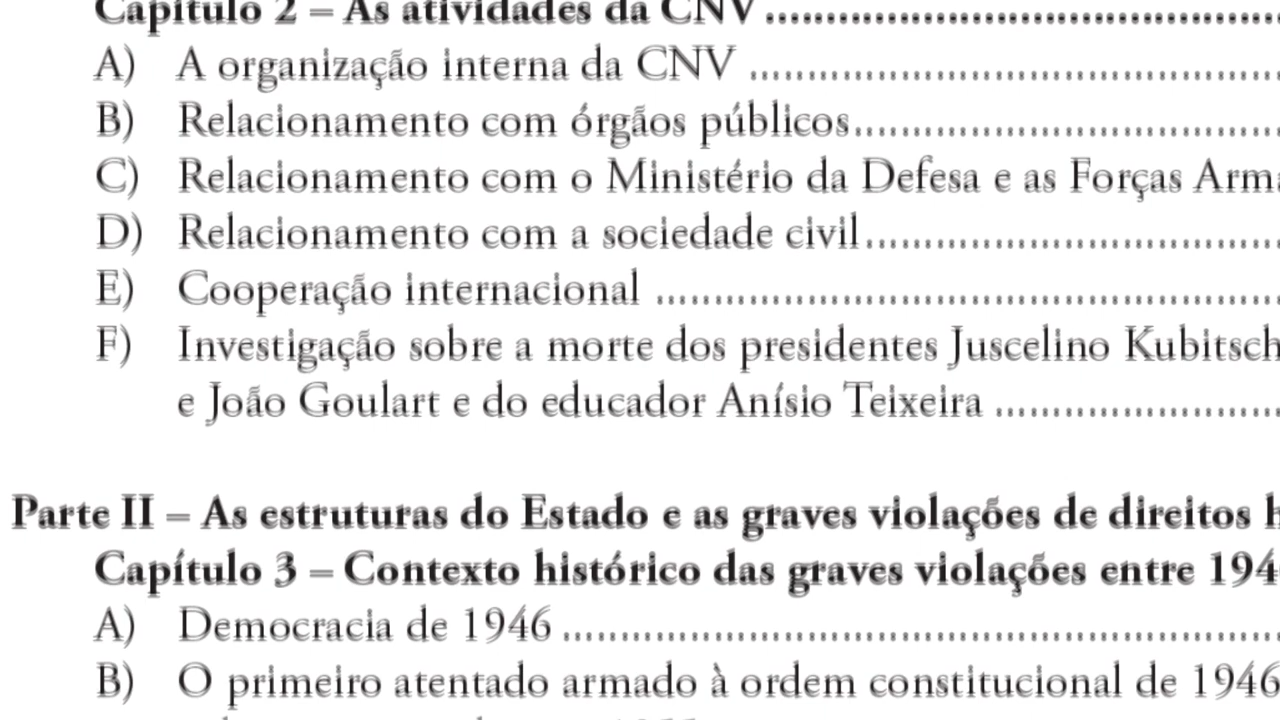 Capítulo 2 – As atividades da CNV
A) A organização interna da CNV
B) Relacionamento com órgãos públicos
C) Relacionamento com o Ministério da Defesa e as Forças Arma
D) Relacionamento com a sociedade civil
E) Cooperação internacional
F) Investigação sobre a morte dos presidentes Juscelino Kubitsch
e João Goulart e do educador Anísio Teixeira
Parte II – As estruturas do Estado e as graves violações de direitos h
Capítulo 3 – Contexto histórico das graves violações entre 194
A) Democracia de 1946
B) O primeiro atentado armado à ordem constitucional de 1946